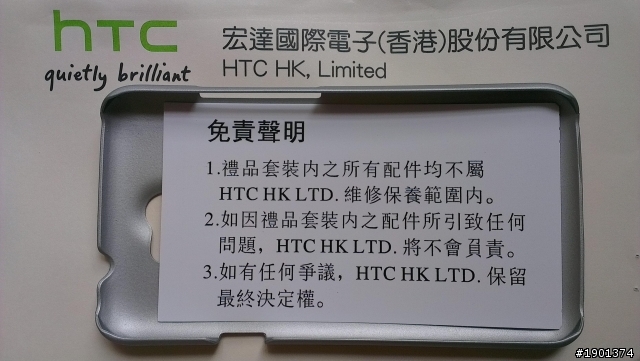 hTC
quietly brilliant
宏達國際電子(香港)股份有限公司
HTC HK, Limited
免責聲明
1.禮品套裝内之所有配件均不屬
HTC HK LTD. 維修保養範圍内。
2.如因禮品套裝内之配件所引致任何
問題，HTC HK LTD. 將不會負責。
3.如有任何爭議，HTC HK LTD. 保留
最終決定權。
#1901374